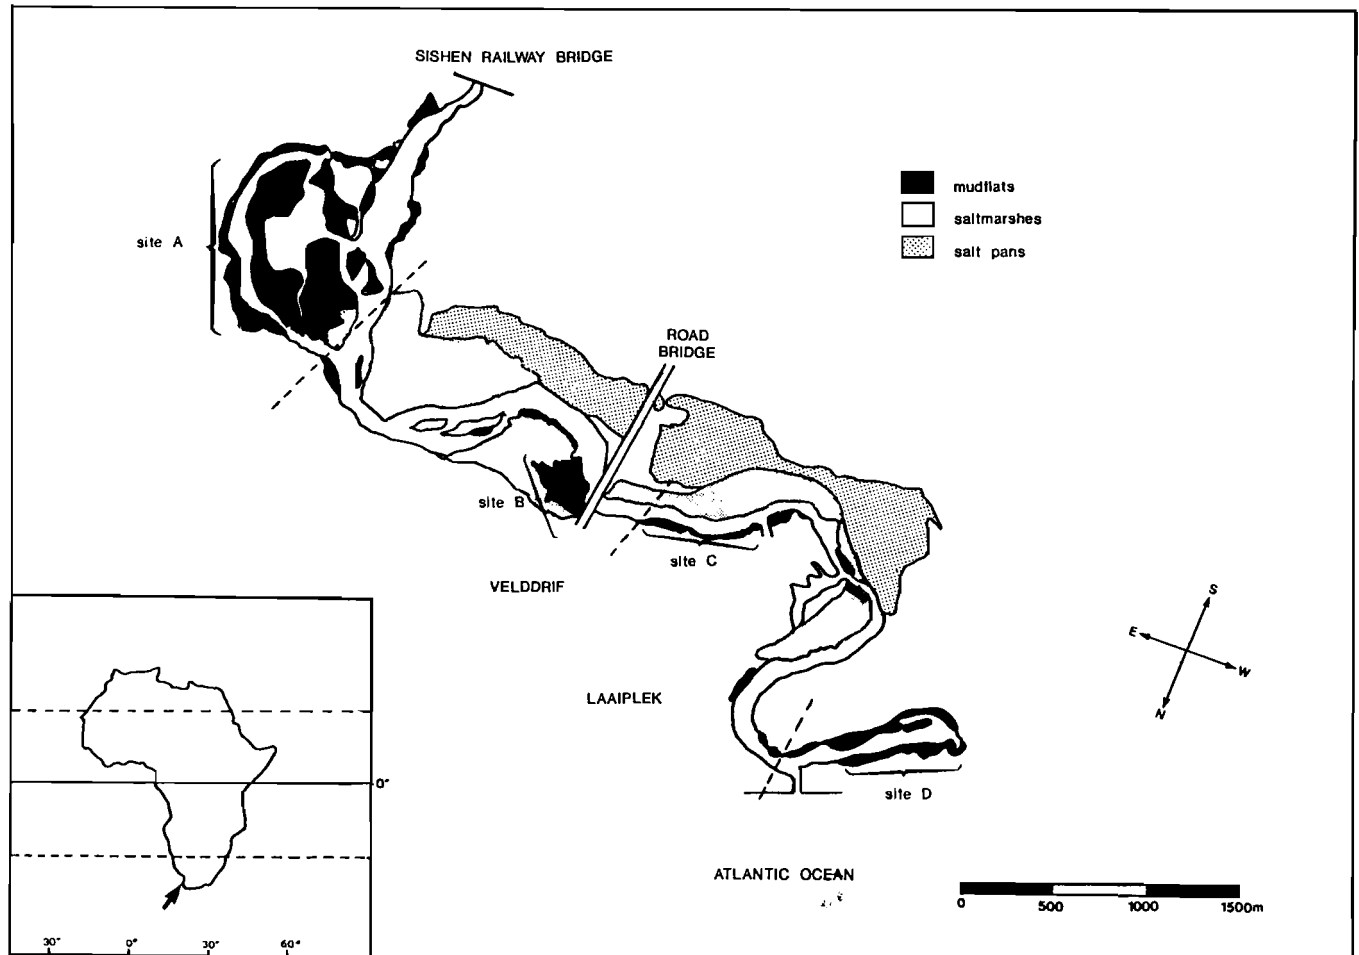 SISHEN RAILWAY BRIDGE
mudflats
saltmarshes
salt pans
site A
ROAD
BRIDGE
site B
site C
VELDDRIF
S
E
W
N
LAAIPLEK
site D
ATLANTIC OCEAN
0
500
1000
1500m
0°
30°
0°
30°
60°